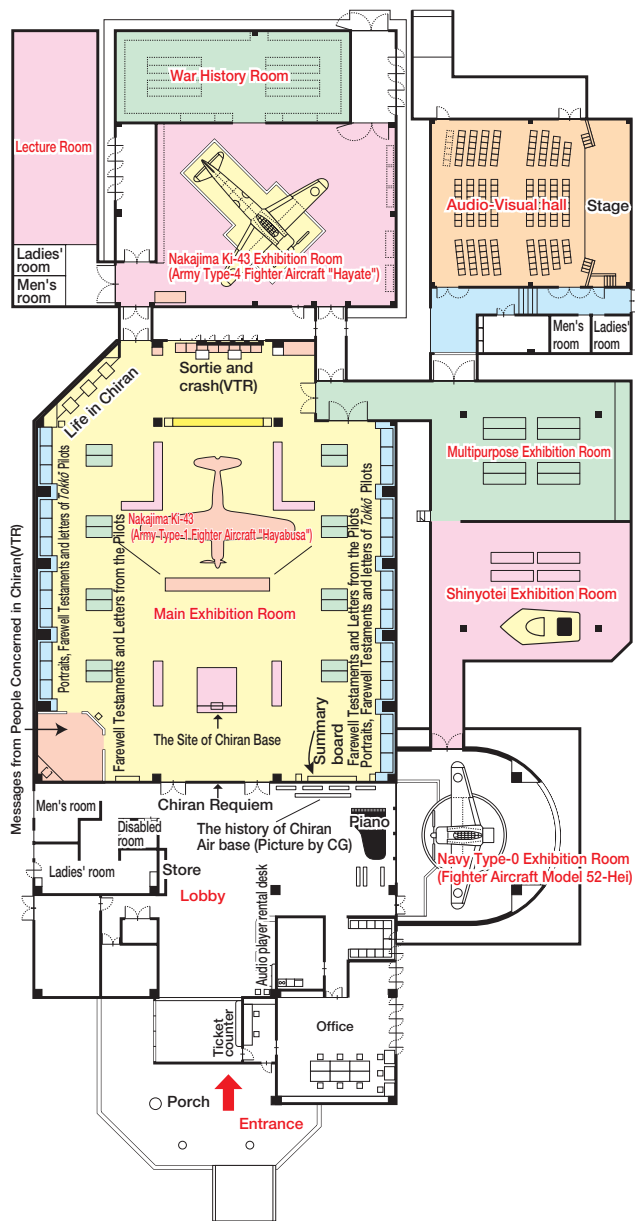 War History Room
Lecture Room
Audio-Visual hall
Stage
Nakajima Ki-43 Exhibition Room
(Army Type-4 Fighter Aircraft "Hayate")
Ladies'
room
Men's
room
Men's
room
Ladies'
room
Sortie and
crash(VTR)
Life in Chiran
Multipurpose Exhibition Room
Portraits, Farewell Testaments and letters of Tokkō Pilots
Farewell Testaments and Letters from the Pilots
Nakajima Ki-43
(Army Type-1 Fighter Aircraft "Hayabusa")
Farewell Testaments and Letters from the Pilots
Portraits, Farewell Testaments and letters of Tokkō Pilots
Shinyotei Exhibition Room
Main Exhibition Room
Messages from People Concerned in Chiran(VTR)
The Site of Chiran Base
Summary
board
Chiran Requiem
Men's room
Disabled
room
The history of Chiran
Air base (Picture by CG)
Piano
Navy Type-0 Exhibition Room
(Fighter Aircraft Model 52-Hei)
Ladies' room
Store
Lobby
Audio player rental desk
Ticket
counter
Office
Porch
Entrance